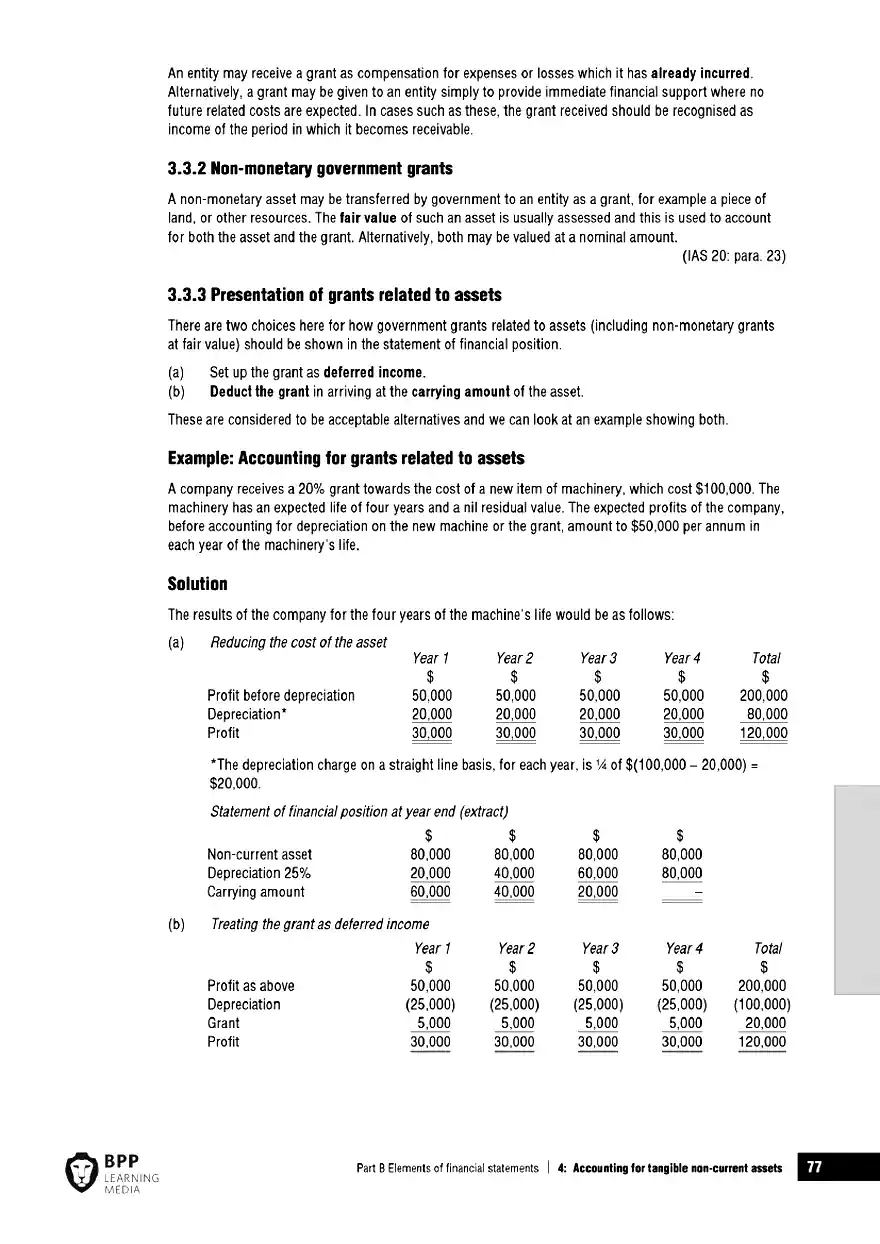 An entity may receive a grant as compensation for expenses or losses which it has already incurred.
Alternatively, a grant may be given to an entity simply to provide immediate financial support where no
future related costs are expected. In cases such as these, the grant received should be recognised as
income of the period in which it becomes receivable.
3.3.2 Non-monetary government grants
A non-monetary asset may be transferred by government to an entity as a grant, for example a piece of
land, or other resources. The fair value of such an asset is usually assessed and this is used to account
for both the asset and the grant. Alternatively, both may be valued at a nominal amount.
(IAS 20: para. 23)
3.3.3 Presentation of grants related to assets
There are two choices here for how government grants related to assets (including non-monetary grants
at fair value) should be shown in the statement of financial position.
(a) Set up the grant as deferred income.
(b) Deduct the grant in arriving at the carrying amount of the asset.
These are considered to be acceptable alternatives and we can look at an example showing both.
Example: Accounting for grants related to assets
A company receives a 20% grant towards the cost of a new item of machinery, which cost $100,000. The
machinery has an expected life of four years and a nil residual value. The expected profits of the company,
before accounting for depreciation on the new machine or the grant, amount to $50,000 per annum in
each year of the machinery's life.
Solution
The results of the company for the four years of the machine's life would be as follows:
(a) Reducing the cost of the asset
Year 1 Year 2 Year 3 Year 4 Total
$ $ $ $ $
Profit before depreciation 50,000 50,000 50,000 50,000 200,000
Depreciation* 20,000 20,000 20,000 20,000 80,000
Profit 30,000 30,000 30,000 30,000 120,000
*The depreciation charge on a straight line basis, for each year, is ¼ of $(100,000 – 20,000) =
$20,000.
Statement of financial position at year end (extract)
$ $ $ $
Non-current asset 80,000 80,000 80,000 80,000
Depreciation 25% 20,000 40,000 60,000 80,000
Carrying amount 60,000 40,000 20,000 –
(b) Treating the grant as deferred income
Year 1 Year 2 Year 3 Year 4 Total
$ $ $ $ $
Profit as above 50,000 50.000 50,000 50,000 200,000
Depreciation (25,000) (25,000) (25,000) (25,000) (100,000)
Grant 5,000 5,000 5,000 5,000 20,000
Profit 30,000 30,000 30,000 30,000 120,000
BPP
LEARNING
MEDIA
Part B Elements of financial statements | 4: Accounting for tangible non-current assets 77